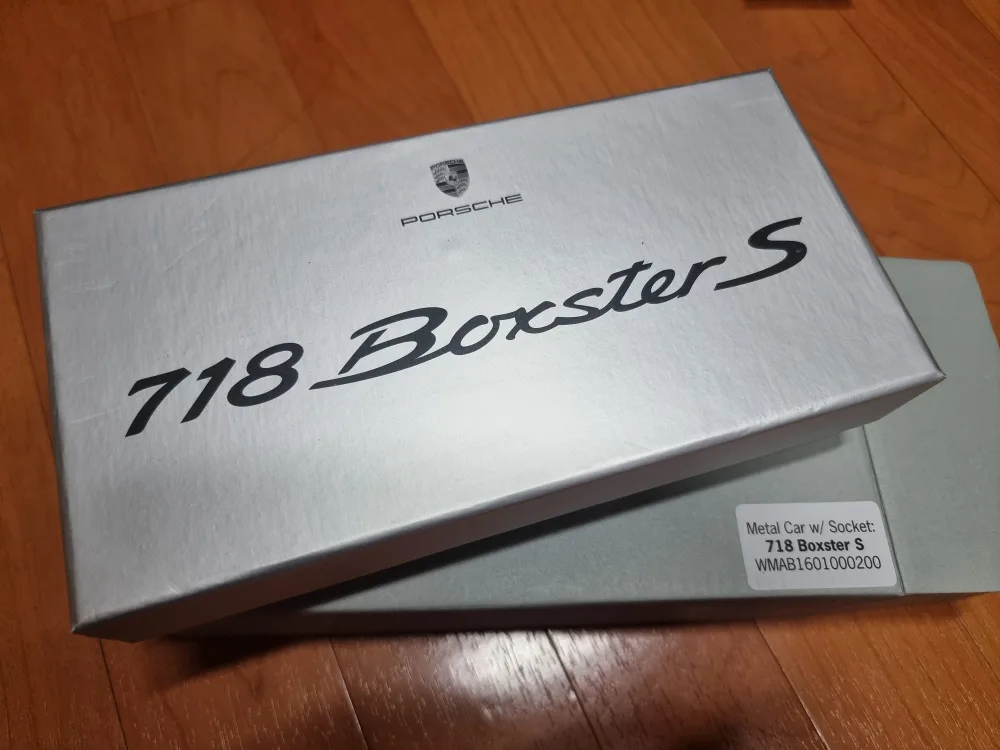 PORSCHE
718 Boxster S
Metal Car w/ Socket:
718 Boxster S
WMAB1601000200